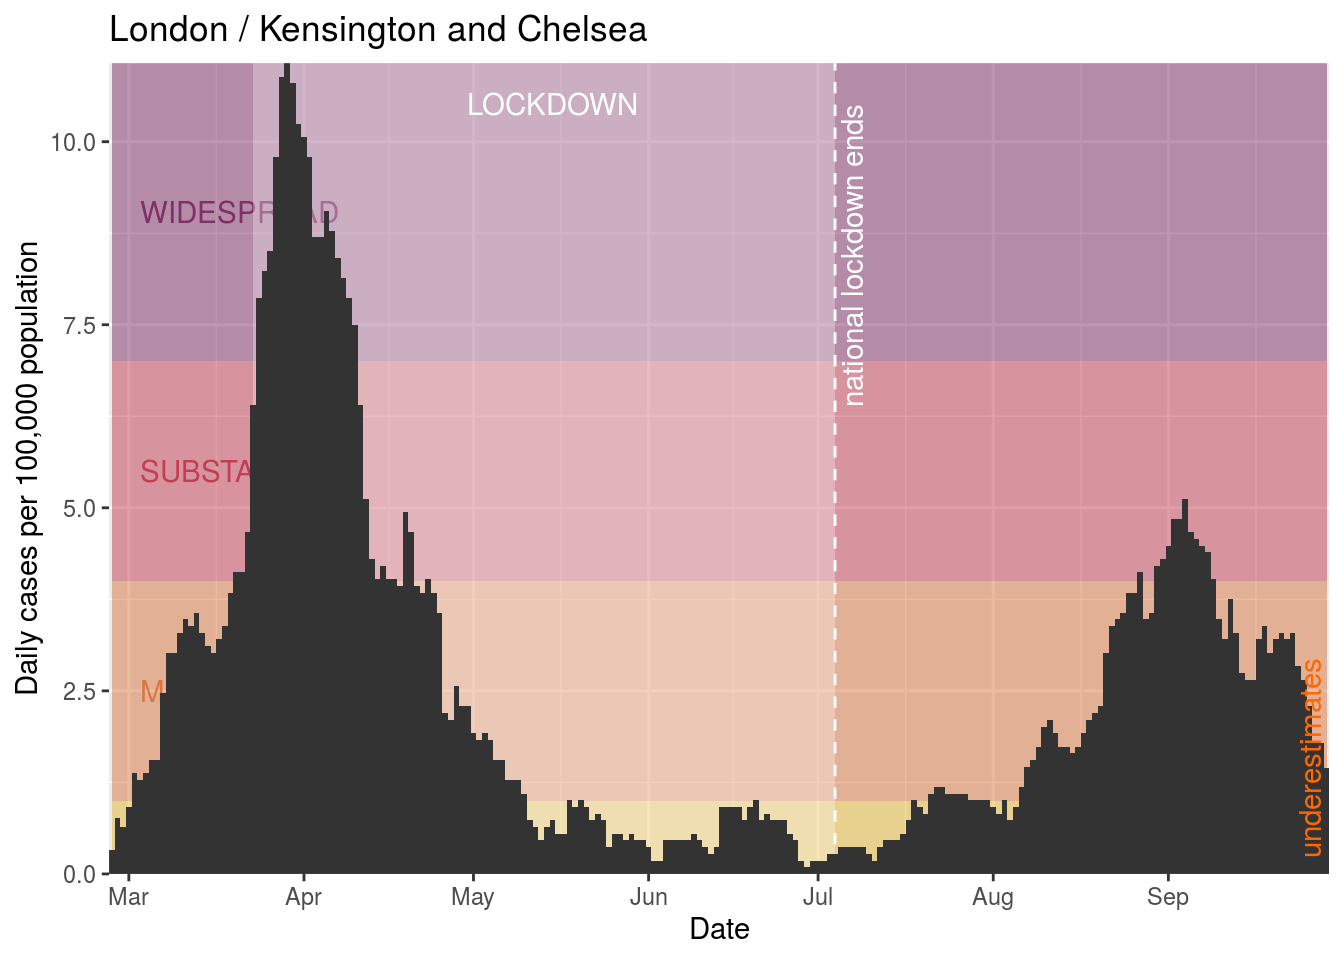 London / Kensington and Chelsea
LOCKDOWN
national lockdown ends
WIDESPREAD
SUBSTA
M
underestimates
Daily cases per 100,000 population
10.0
7.5
5.0
2.5
0.0
Mar Apr May Jun Jul Aug Sep
Date